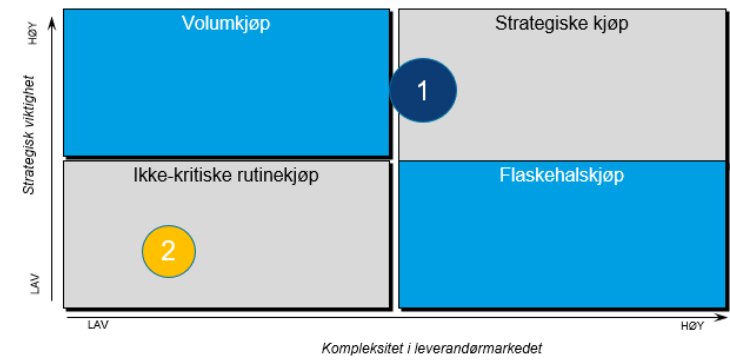 HØY
Volumkjøp
Strategiske kjøp
1
Strategisk viktighet
Ikke-kritiske rutinekjøp
Flaskehalskjøp
2
LAV
LAV
HØY
Kompleksitet i leverandørmarkedet